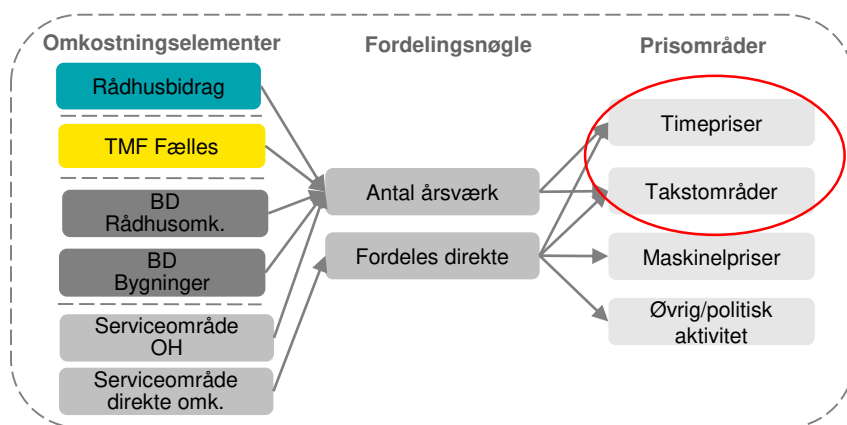 Omkostningselementer
Rådhusbidrag
TMF Fælles
BD
Rådhusomk.
BD
Bygninger
Serviceområde
OH
Serviceområde
direkte omk.
Fordelingsnøgle
Antal årsværk
Fordeles direkte
Prisområder
Timepriser
Takstområder
Maskinelpriser
Øvrig/politisk
aktivitet